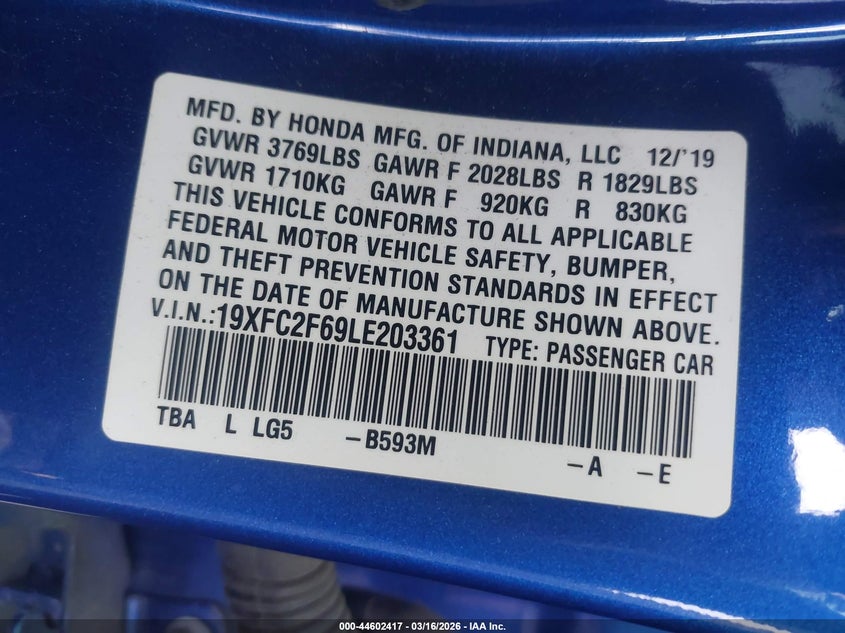 MFD. BY HONDA MFG. OF INDIANA, LLC 12/'19
GVWR 3769LBS GAWR F 2028LBS R 1829LBS
GVWR 1710KG GAWR F 920KG R 830KG
THIS VEHICLE CONFORMS TO ALL APPLICABLE
FEDERAL MOTOR VEHICLE SAFETY, BUMPER,
AND THEFT PREVENTION STANDARDS IN EFFECT
ON THE DATE OF MANUFACTURE SHOWN ABOVE.
V.I.N.:19XFC2F69LE203361 TYPE: PASSENGER CAR
TBA L LG5 -B593M -A -E
000-44602417 - 03/16/2026 - IAA Inc.